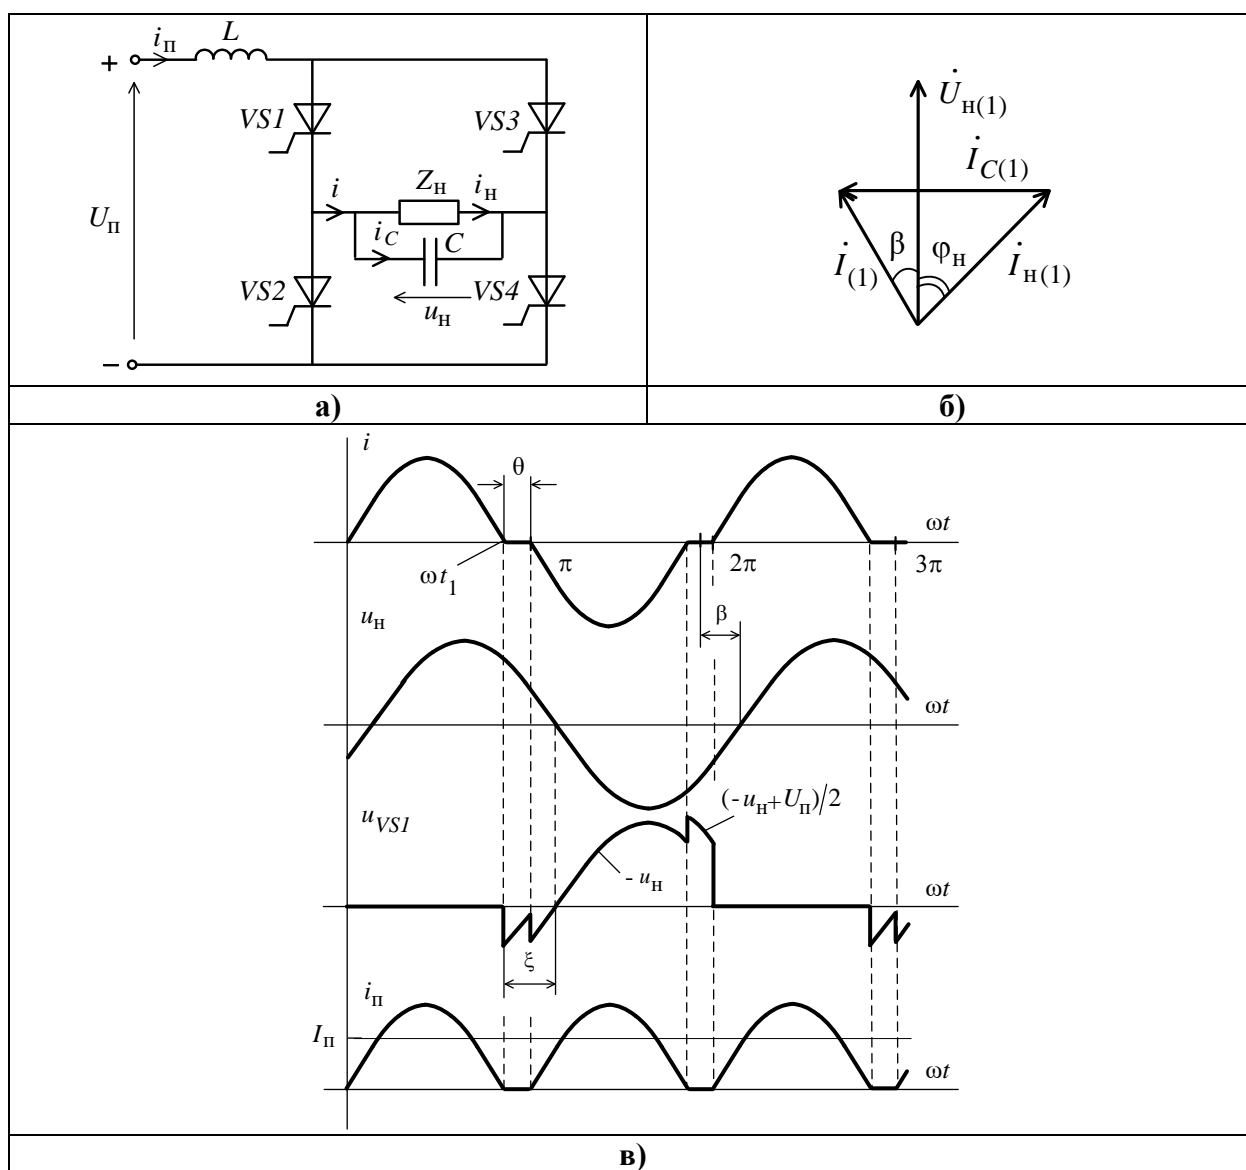 i_П L
+
VS1 VS3
i Z_Н i_Н
U_П
i_C C
VS2 VS4
u_Н
−
U̇_Н(1)
İ_C(1)
β φ_Н
İ_(1) İ_Н(1)
а) б)
i
θ
ωt
π 2π 3π
ωt_1
u_Н β
ωt
u_VS1 (-u_Н+U_П)/2
- u_Н
ωt
ξ
i_П
I_П
ωt
в)